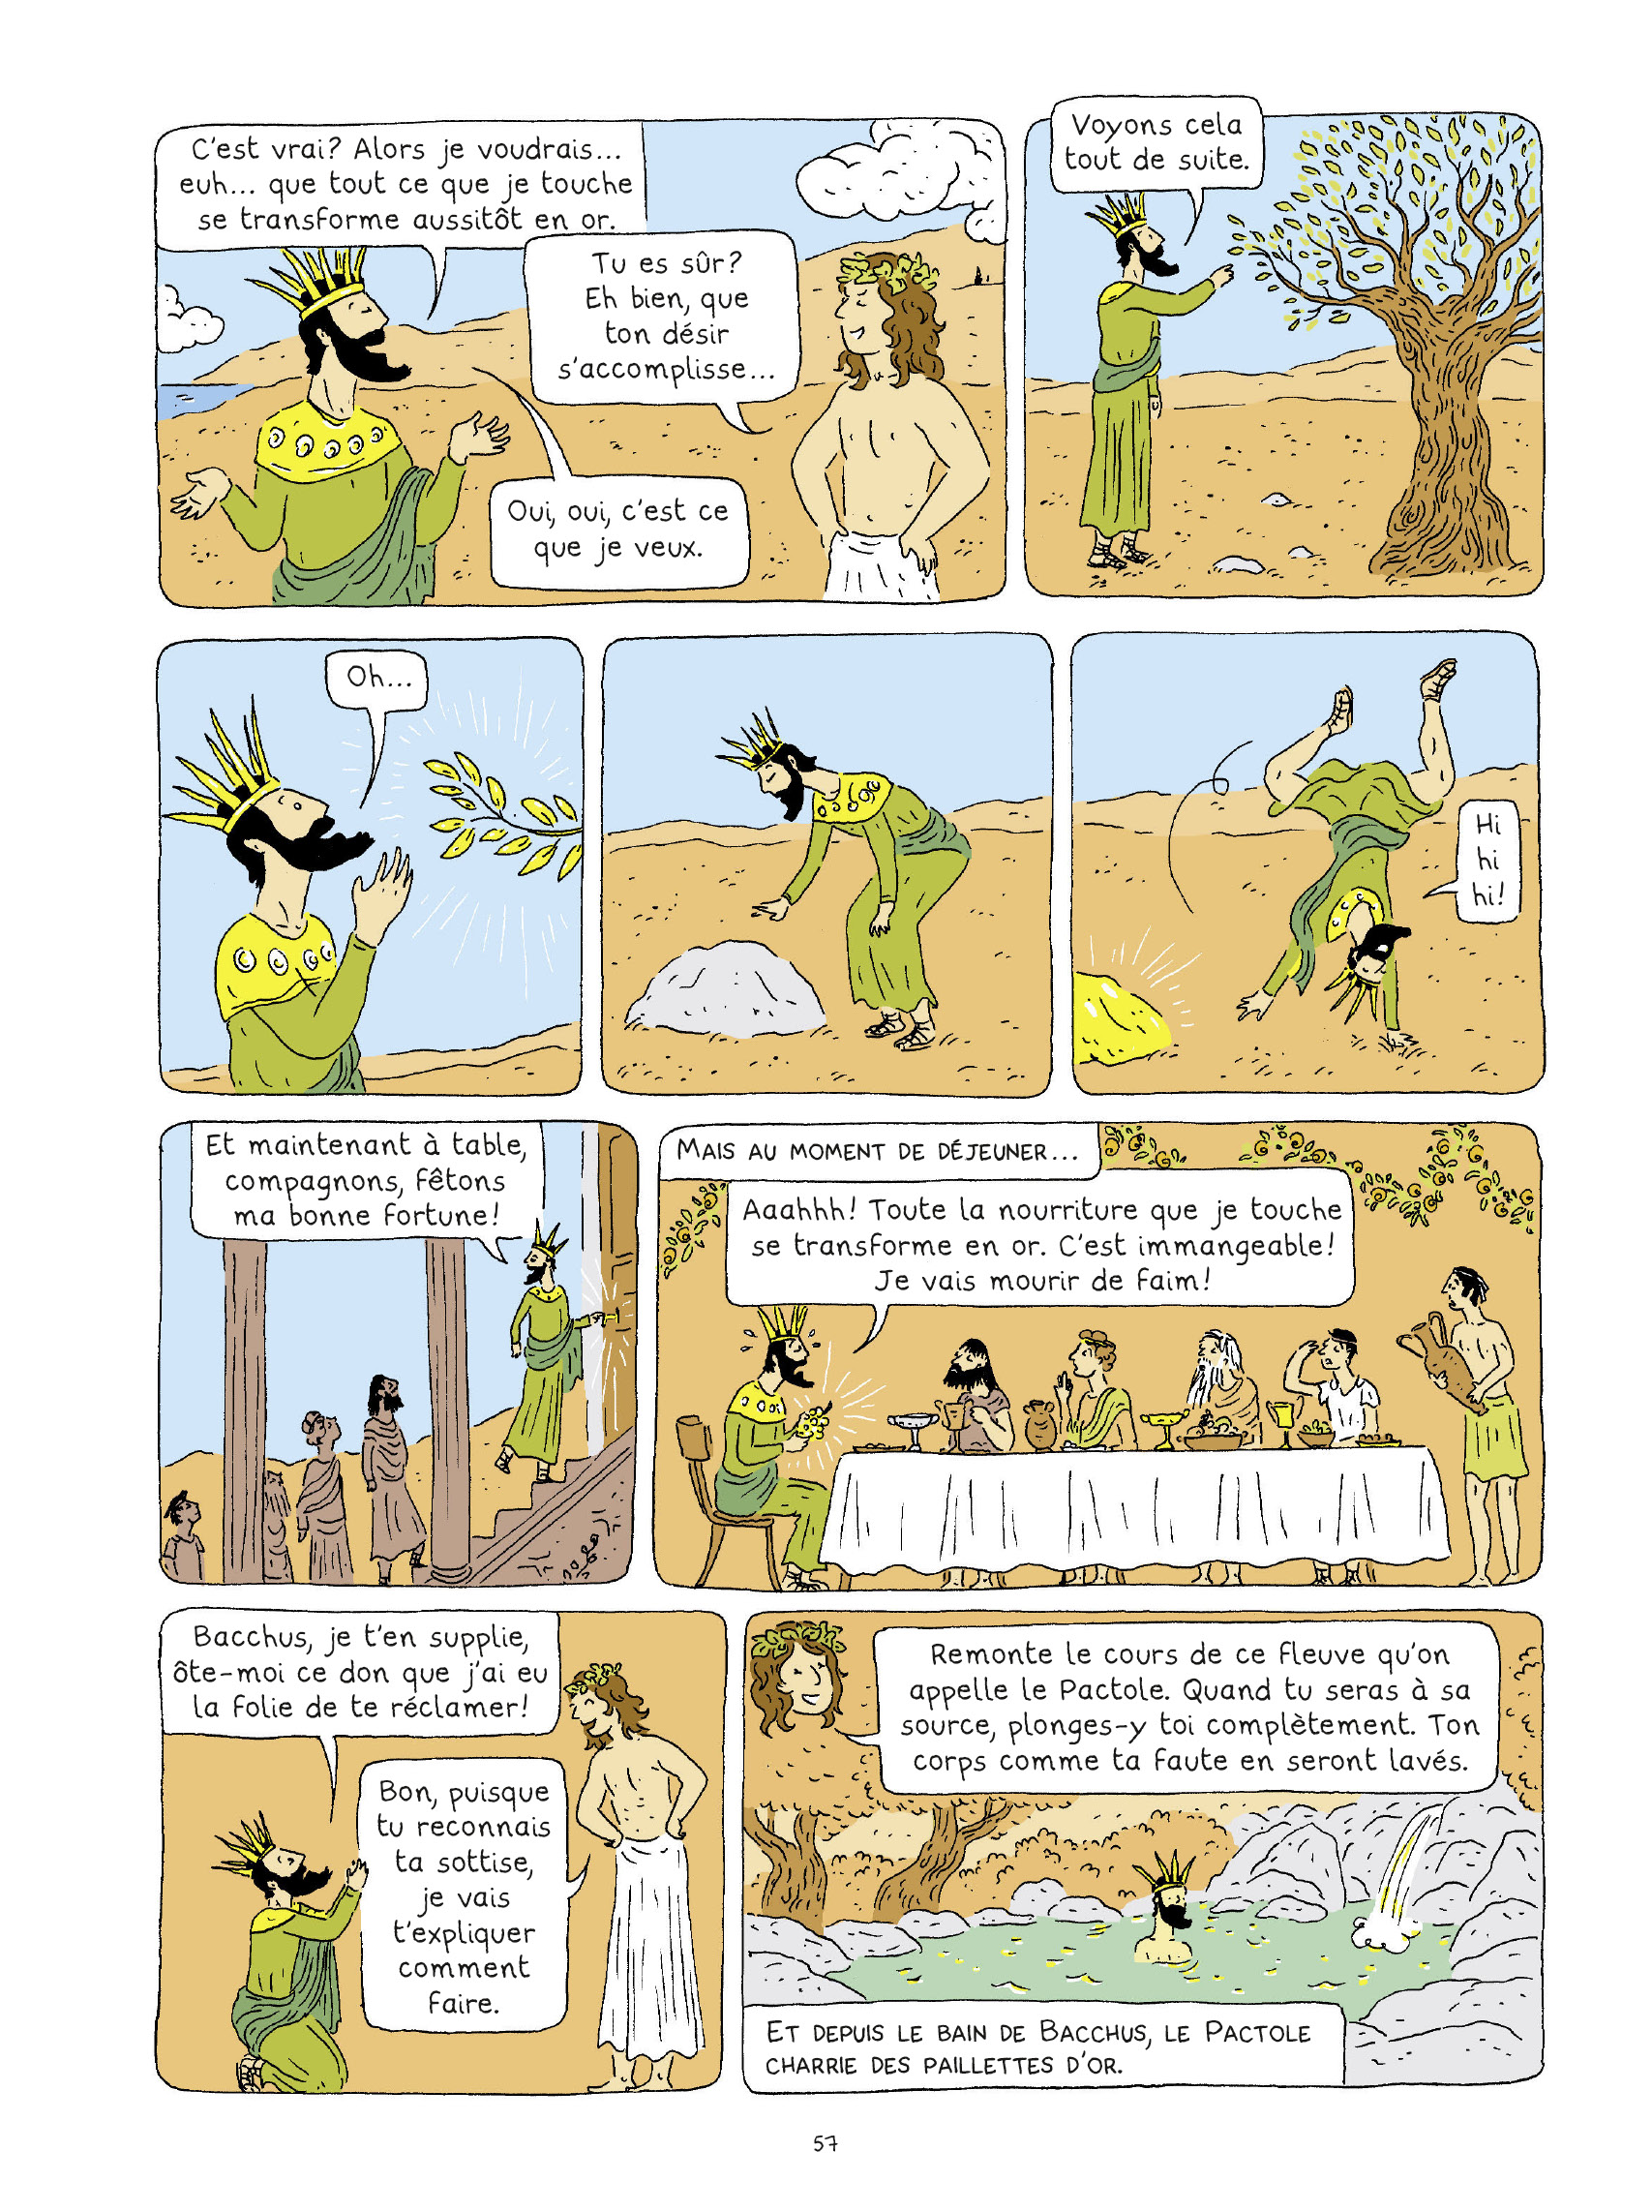 C'est vrai? Alors je voudrais...
euh... que tout ce que je touche
se transforme aussitôt en or.
Tu es sûr?
Eh bien, que
ton désir
s'accomplisse...
Oui, oui, c'est ce
que je veux.
Voyons cela
tout de suite.
Oh...
Hi
hi
hi!
Et maintenant à table,
compagnons, fêtons
ma bonne fortune!
MAIS AU MOMENT DE DÉJEUNER...
Aaahhh! Toute la nourriture que je touche
se transforme en or. C'est immangeable!
Je vais mourir de faim!
Bacchus, je t'en supplie,
ôte-moi ce don que j'ai eu
la folie de te réclamer!
Bon, puisque
tu reconnais
ta sottise,
je vais
t'expliquer
comment
faire.
Remonte le cours de ce fleuve qu'on
appelle le Pactole. Quand tu seras à sa
source, plonges-y toi complètement. Ton
corps comme ta faute en seront lavés.
ET DEPUIS LE BAIN DE BACCHUS, LE PACTOLE
CHARRIE DES PAILLETTES D'OR.
57